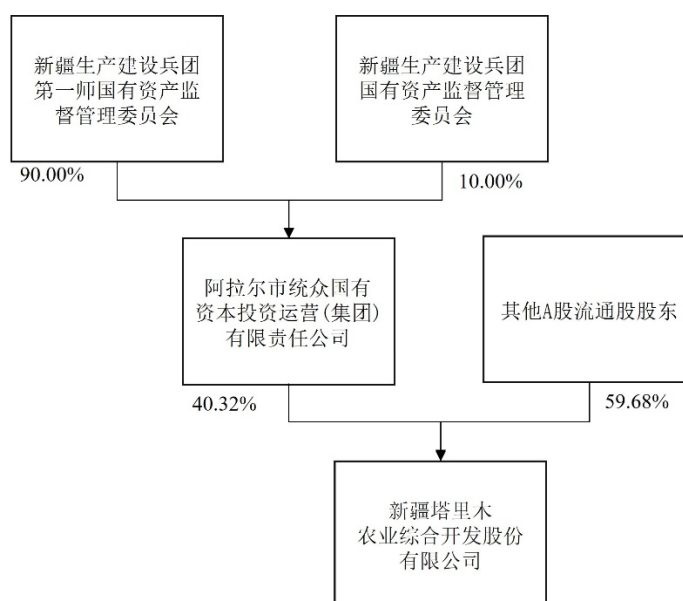 新疆生产建设兵团
第一师国有资产监
督管理委员会
新疆生产建设兵团
国有资产监督管理
委员会
90.00%
10.00%
阿拉尔市统众国有
资本投资运营(集团)
有限责任公司
其他A股流通股股东
40.32%
59.68%
新疆塔里木
农业综合开发股份
有限公司